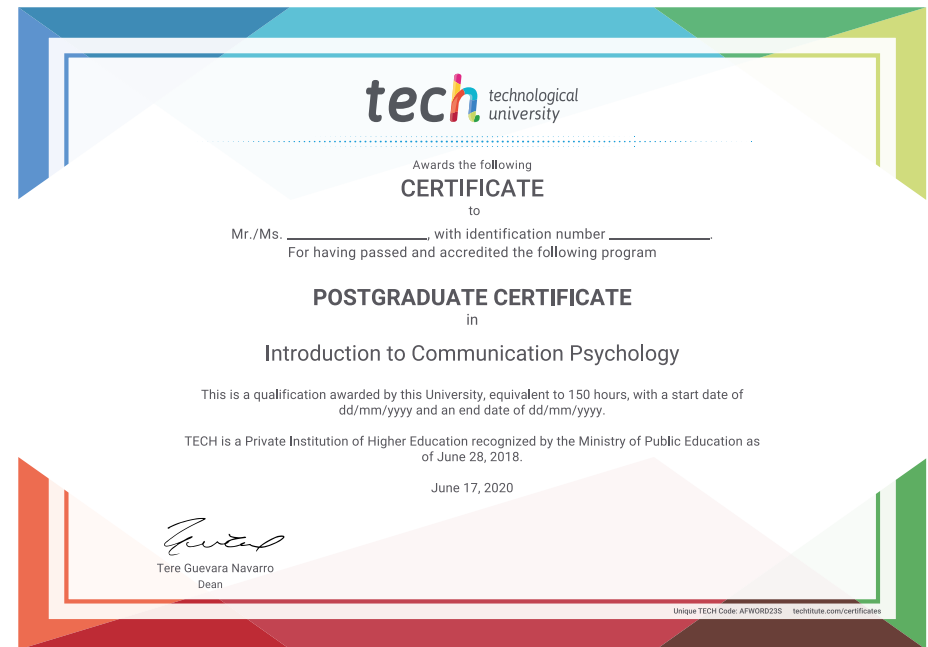 tech technological
university
Awards the following
CERTIFICATE
to
Mr./Ms. ____________________, with identification number ______________.
For having passed and accredited the following program
POSTGRADUATE CERTIFICATE
in
Introduction to Communication Psychology
This is a qualification awarded by this University, equivalent to 150 hours, with a start date of
dd/mm/yyyy and an end date of dd/mm/yyyy.
TECH is a Private Institution of Higher Education recognized by the Ministry of Public Education as
of June 28, 2018.
June 17, 2020
Tere Guevara Navarro
Dean
Unique TECH Code: AFWORD23S techtitute.com/certificates